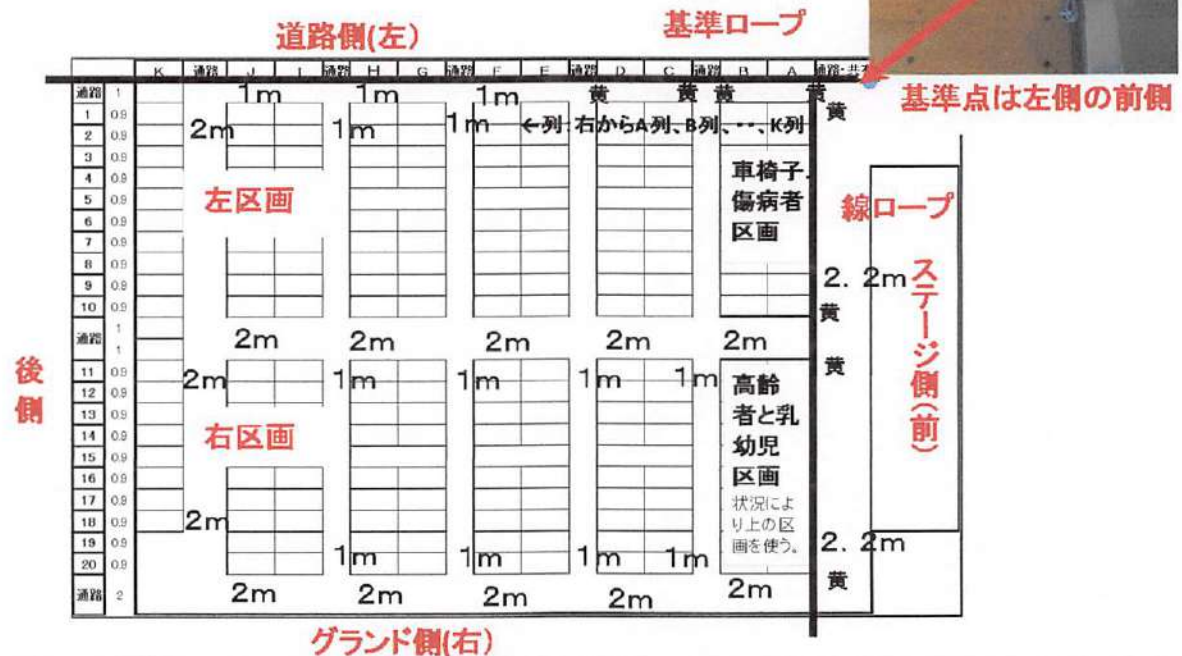 道路側(左)
基準ロープ
K 通路 J I 通路 H G 通路 F E 通路 D C 通路 B A 通路・共有
基準点は左側の前側
通路 1 1m 1m 1m 黄 黄 黄 黄
黄
1 0.9
2 0.9 2m 1m 1m ←列:右からA列、B列、・・、K列
3 0.9
4 0.9
5 0.9
6 0.9
7 0.9
8 0.9
9 0.9
10 0.9
左区画
車椅子、
傷病者
区画
線ロープ
2.2m
黄
ステージ側(前)
通路 1
1
2m 2m 2m 2m 2m
黄
後側
11 0.9 2m 1m 1m 1m 1m
12 0.9
13 0.9
14 0.9
15 0.9
16 0.9
17 0.9
18 0.9 2m
19 0.9
20 0.9 1m 1m 1m 1m
右区画
高齢
者と乳
幼児
区画
状況によ
り上の区
画を使う。
2.2m
黄
通路 2 2m 2m 2m 2m 2m
グランド側(右)